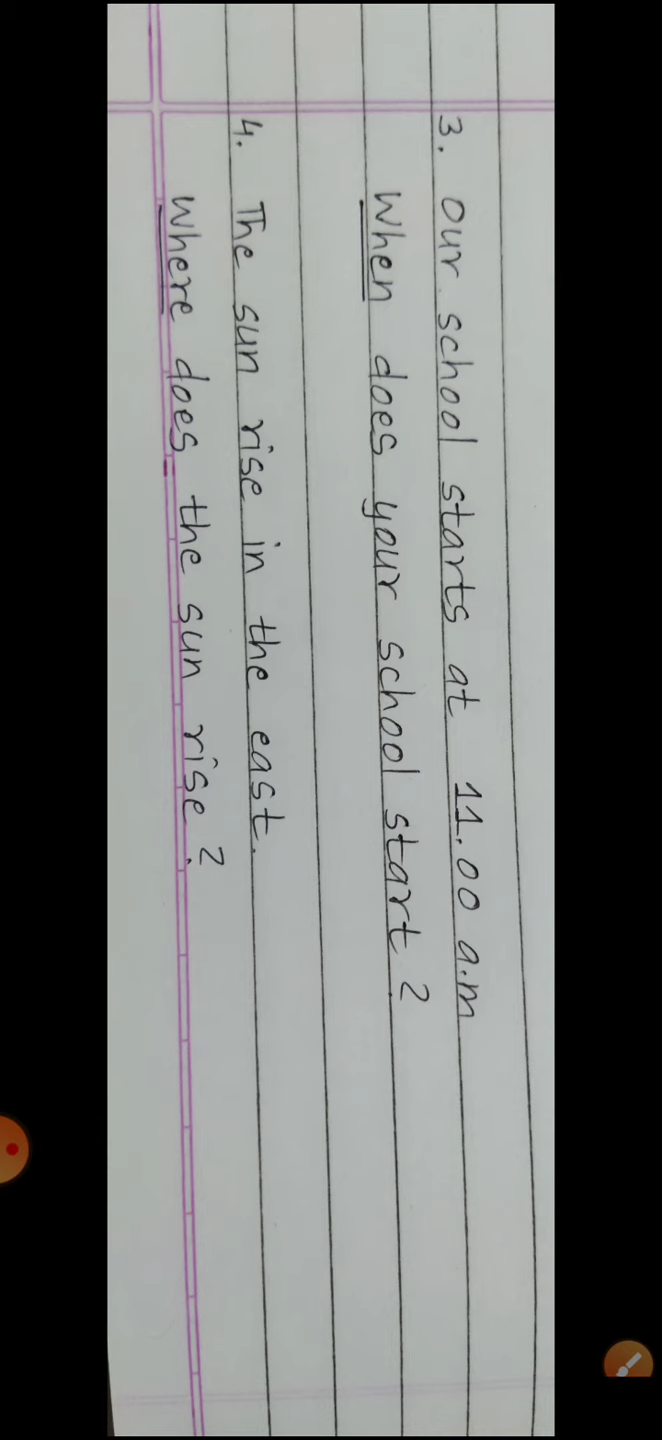 3. our school starts at 11.00 a.m
When does your school start?
4. The sun rise in the east.
Where does the sun rise?